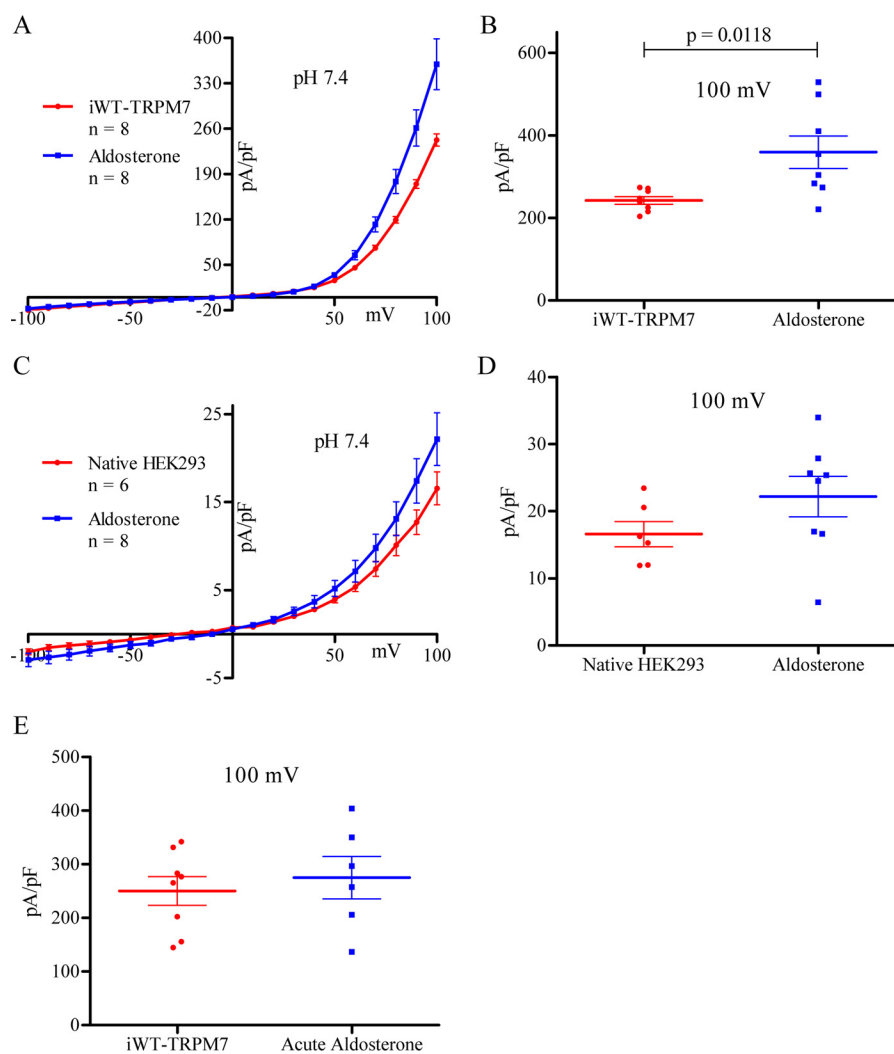 A
400
330
260
190
120
50
-20
pA/pF
pH 7.4
iWT-TRPM7
n = 8
Aldosterone
n = 8
-100
-50
50
mV
100
B
p = 0.0118
100 mV
600
400
200
0
pA/pF
iWT-TRPM7
Aldosterone
C
25
15
5
-5
pA/pF
pH 7.4
Native HEK293
n = 6
Aldosterone
n = 8
-100
-50
50
mV
100
D
100 mV
40
30
20
10
0
pA/pF
Native HEK293
Aldosterone
E
100 mV
500
400
300
200
100
0
pA/pF
iWT-TRPM7
Acute Aldosterone